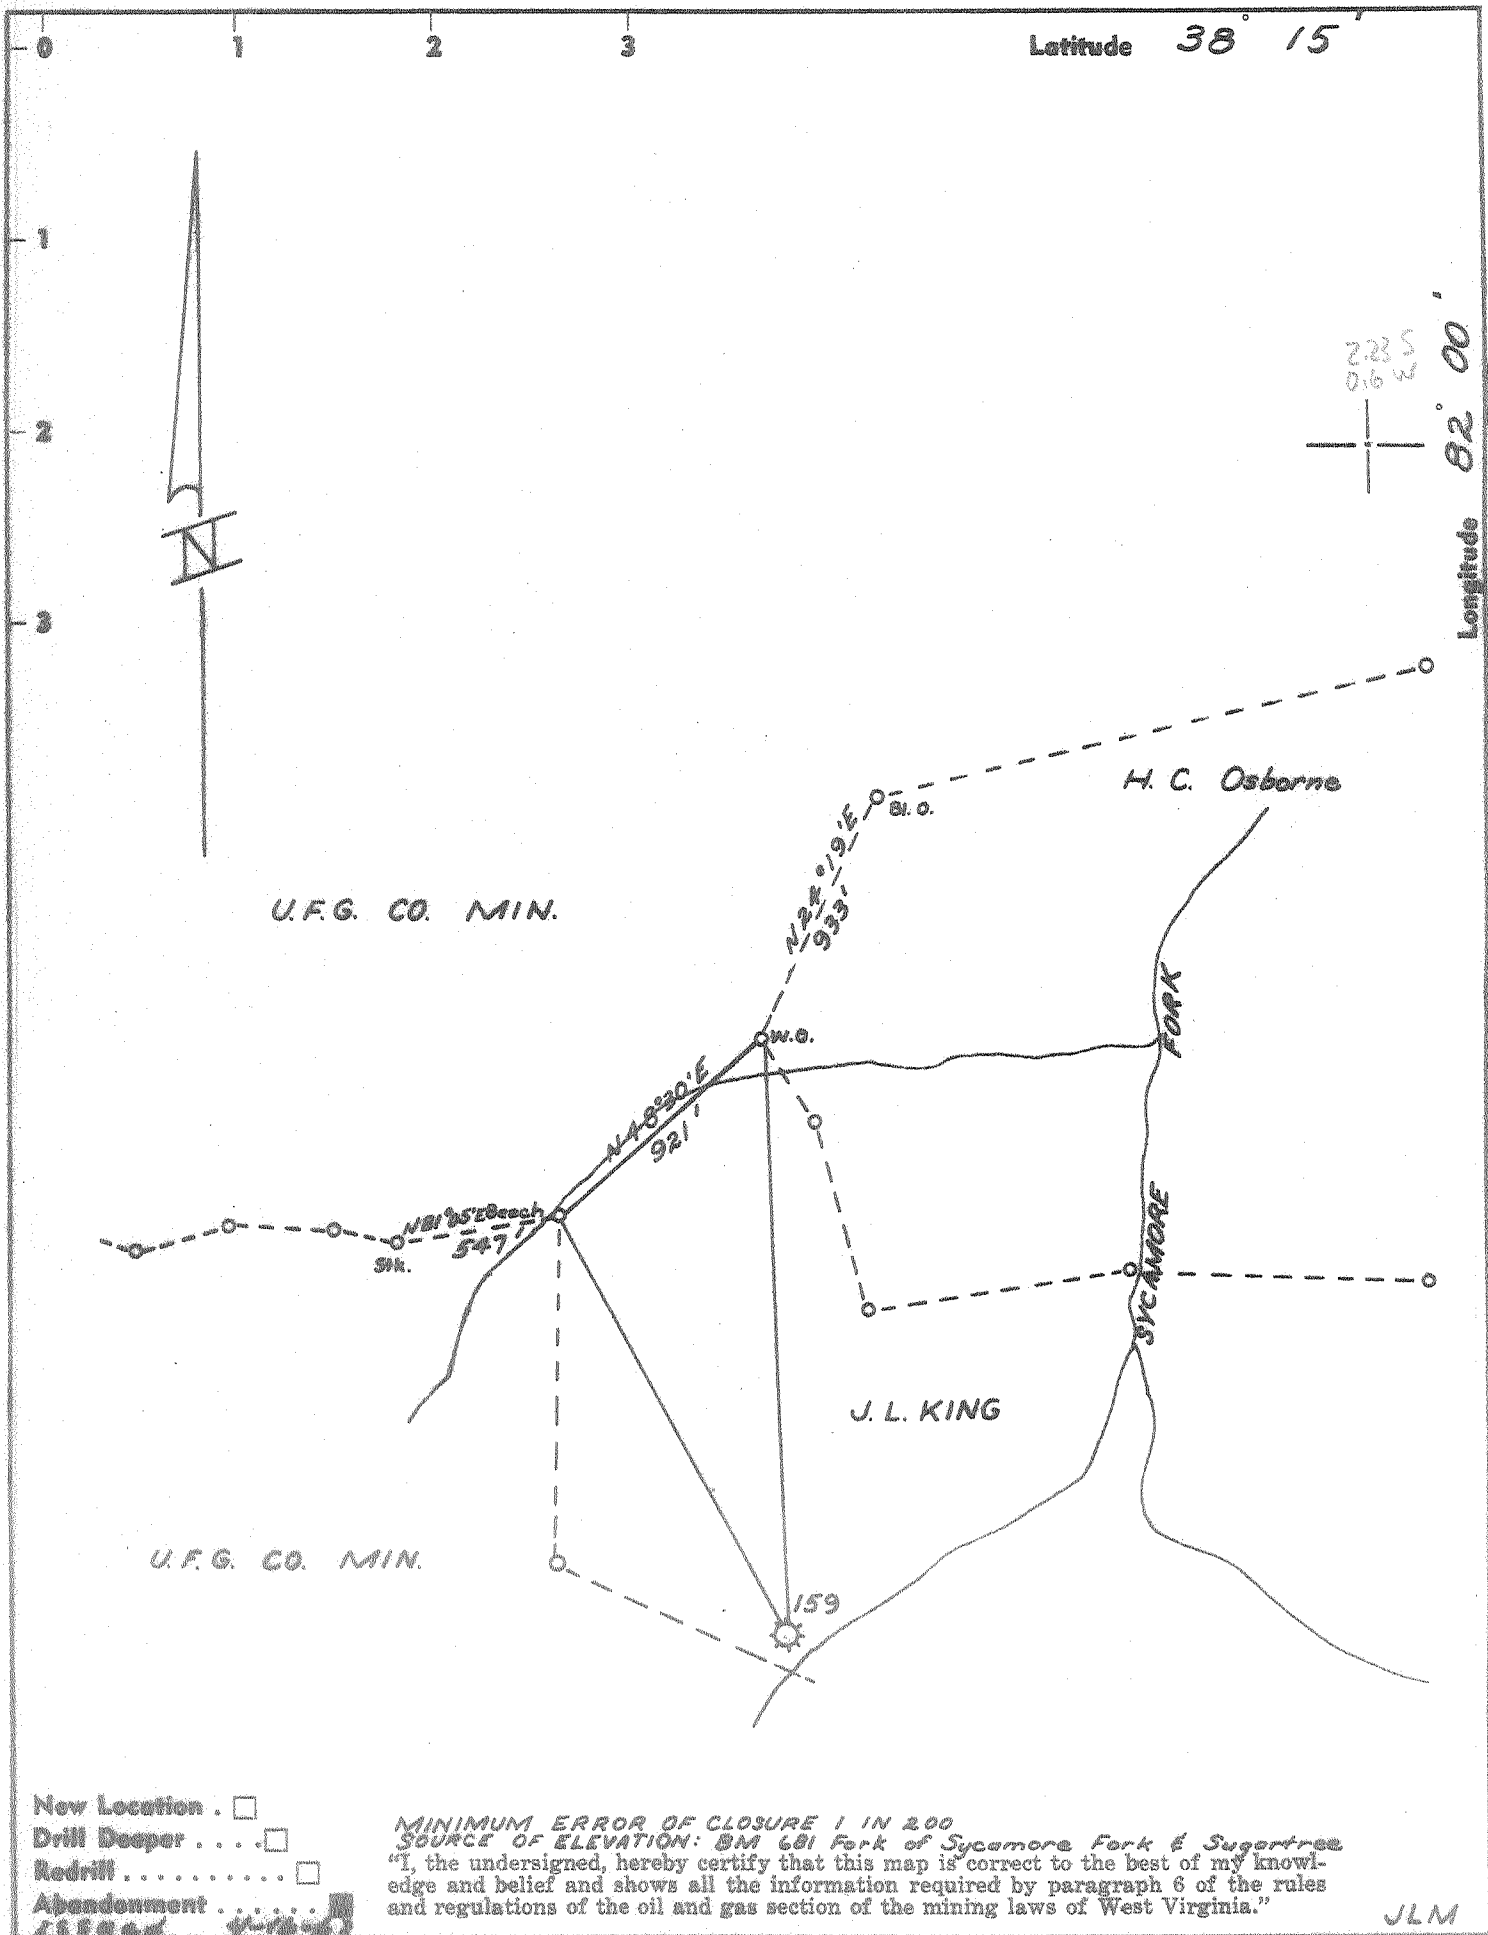 0 1 2 3 Latitude 38° 15'
1
2
3
2.23 S
0.6 W
Longitude 82° 00'
N
H. C. Osborne
Bl. O.
N 24° 19' E
933'
U.F.G. CO. MIN.
FORK
W.O.
N 48° 30' E
921'
N 81° 05' E Beech
547'
Stk.
SYCAMORE
J. L. KING
U.F.G. CO. MIN.
159
New Location . □
Drill Deeper . . . . □
Redrill . . . . . . . . . . □
Abandonment . . . . . . ■
MINIMUM ERROR OF CLOSURE 1 IN 200
SOURCE OF ELEVATION: BM 681 Fork of Sycamore Fork & Sugartree
"I, the undersigned, hereby certify that this map is correct to the best of my knowl-
edge and belief and shows all the information required by paragraph 6 of the rules
and regulations of the oil and gas section of the mining laws of West Virginia."
JLM